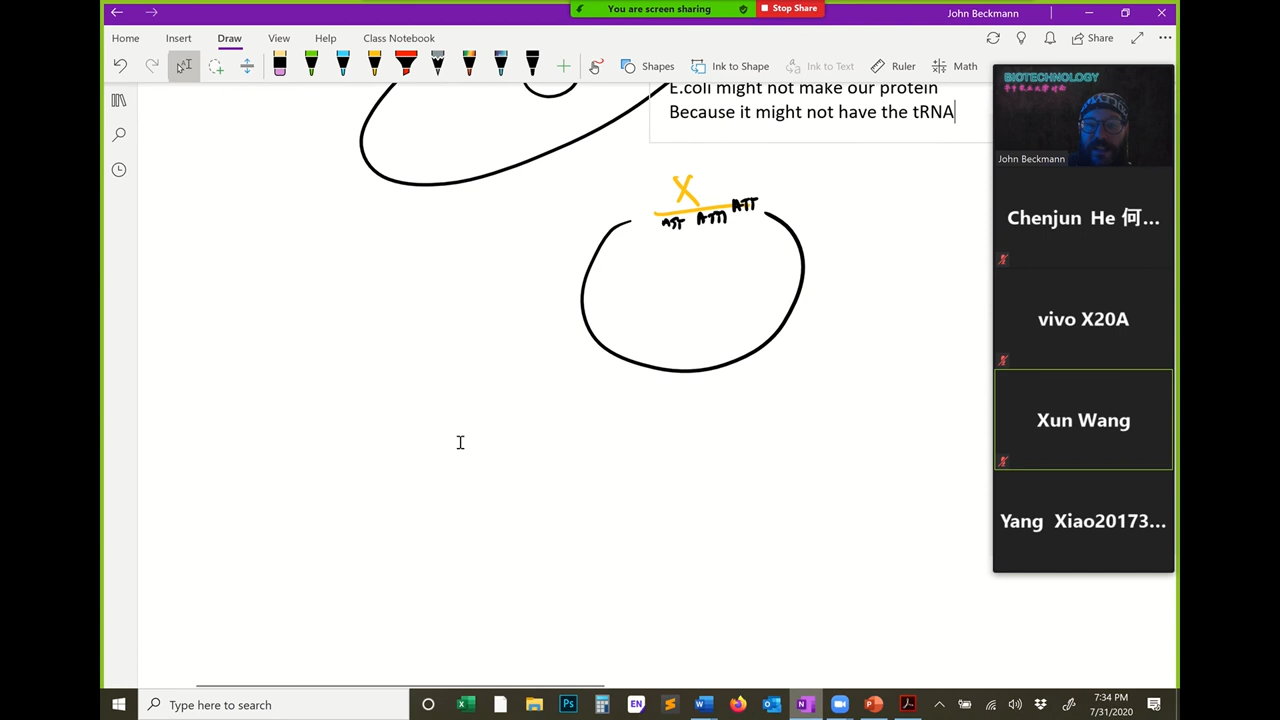 You are screen sharing
Stop Share
John Beckmann
Home
Insert
Draw
View
Help
Class Notebook
Share
Shapes
Ink to Shape
Ink to Text
Ruler
Math
E.coli might not make our protein
Because it might not have the tRNA
X
ATT
BIOTECHNOLOGY
John Beckmann
Chenjun He 何...
vivo X20A
Xun Wang
Yang Xiao20173...
Type here to search
EN
7:34 PM
7/31/2020